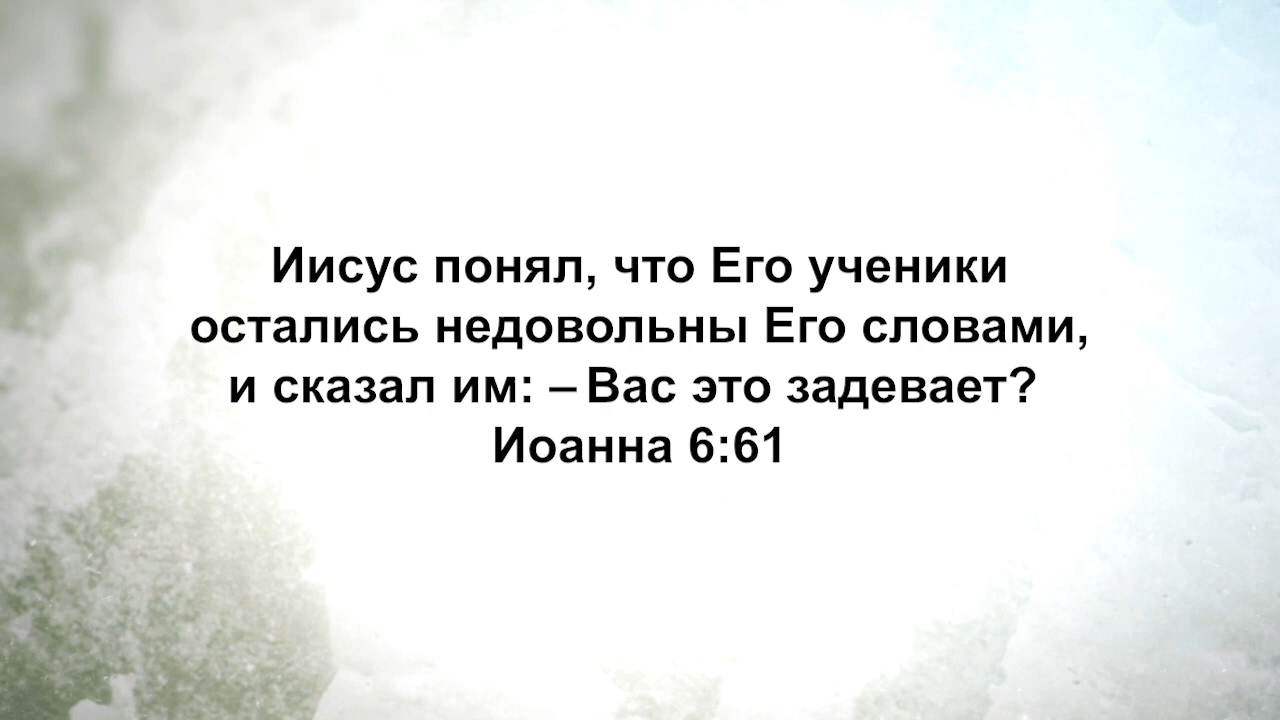 Иисус понял, что Его ученики
остались недовольны Его словами,
и сказал им: – Вас это задевает?
Иоанна 6:61